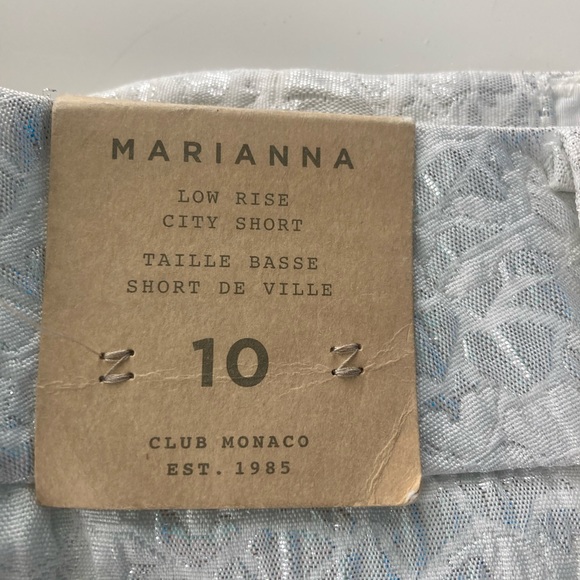 MARIANNA
LOW RISE
CITY SHORT
TAILLE BASSE
SHORT DE VILLE
10
CLUB MONACO
EST. 1985